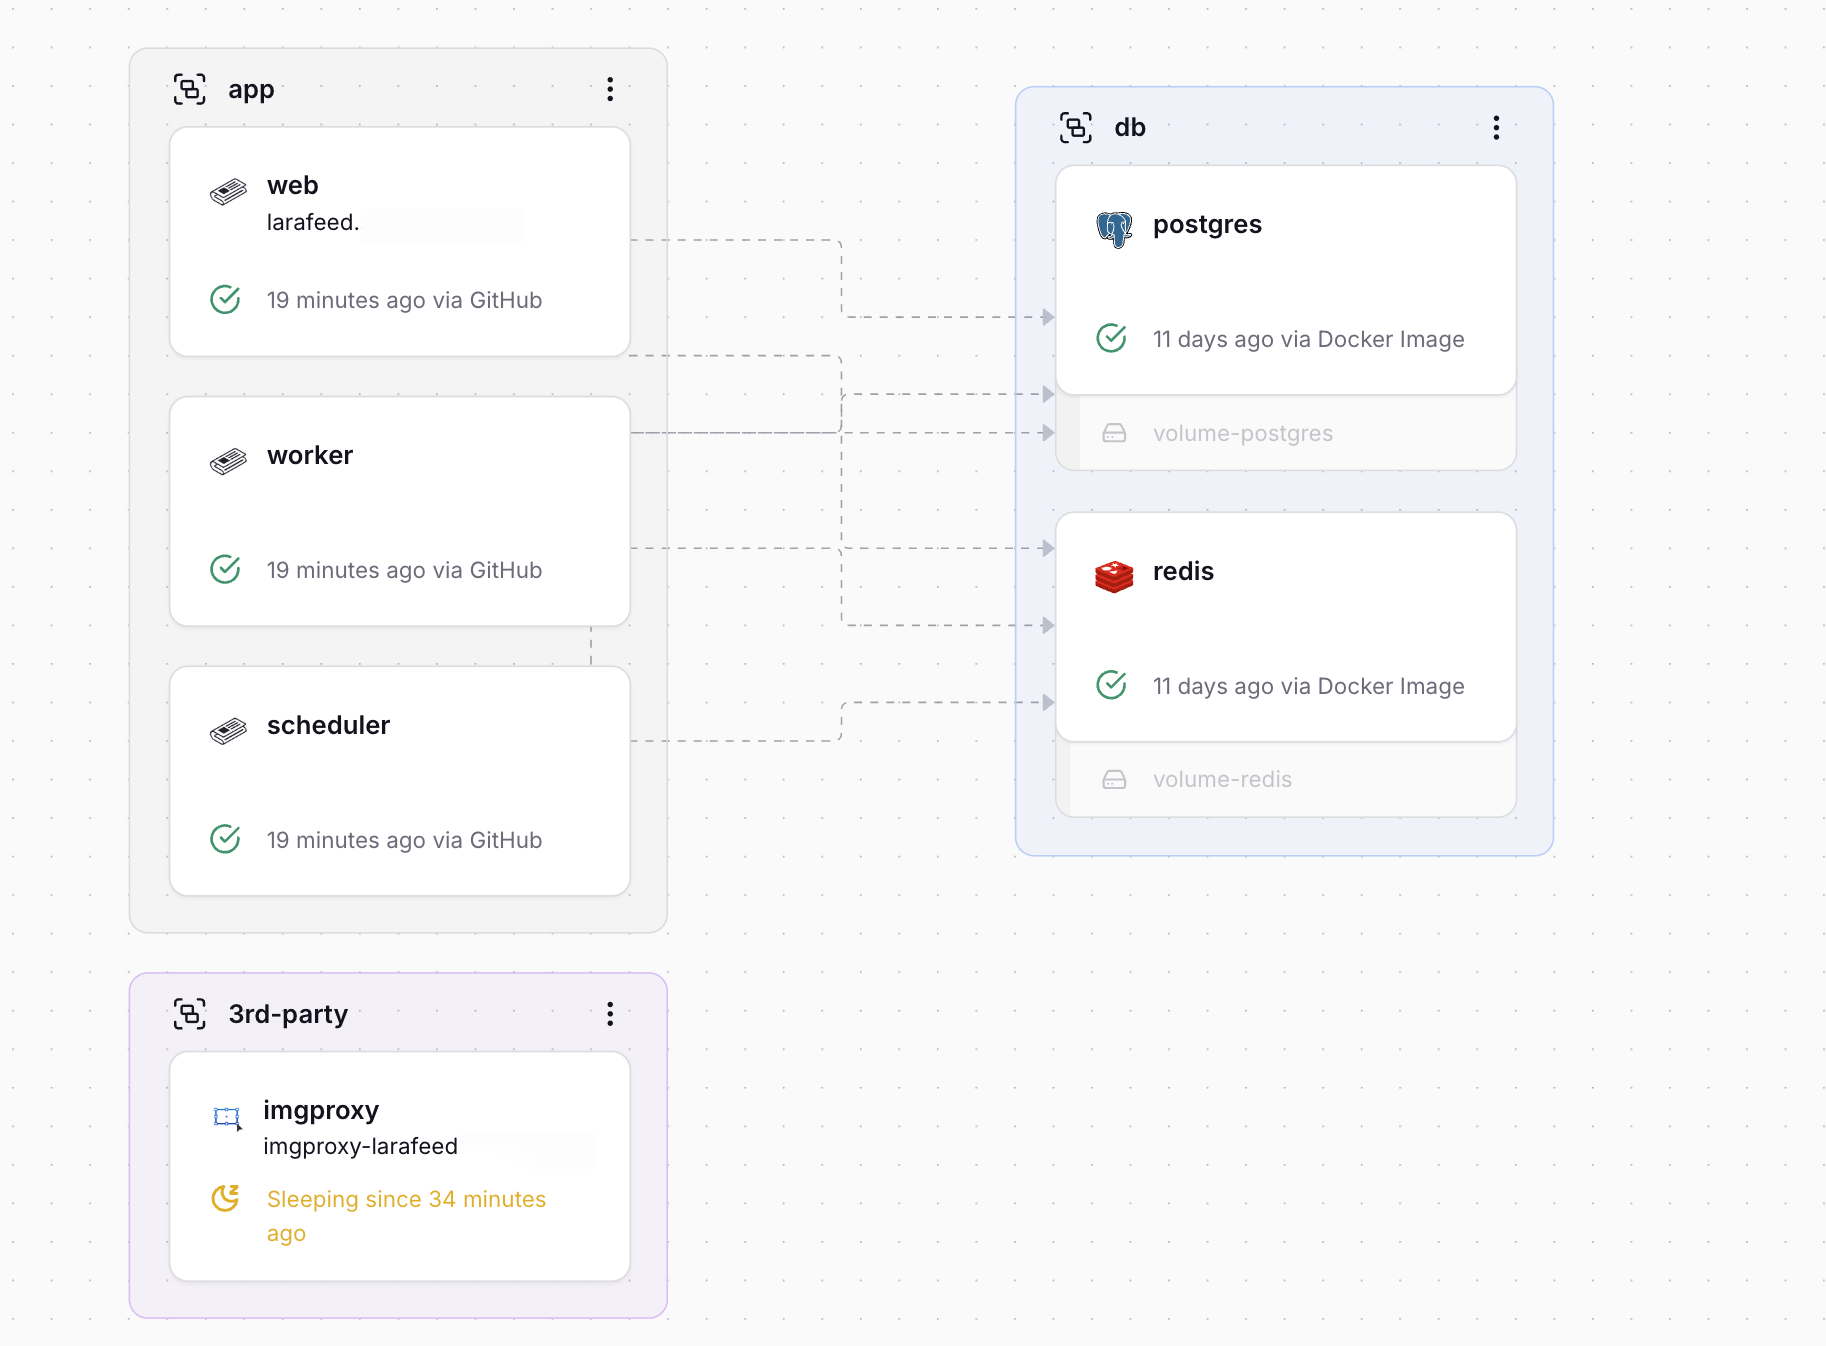 app
web
larafeed.
19 minutes ago via GitHub
worker
19 minutes ago via GitHub
scheduler
19 minutes ago via GitHub
db
postgres
11 days ago via Docker Image
volume-postgres
redis
11 days ago via Docker Image
volume-redis
3rd-party
imgproxy
imgproxy-larafeed
Sleeping since 34 minutes
ago